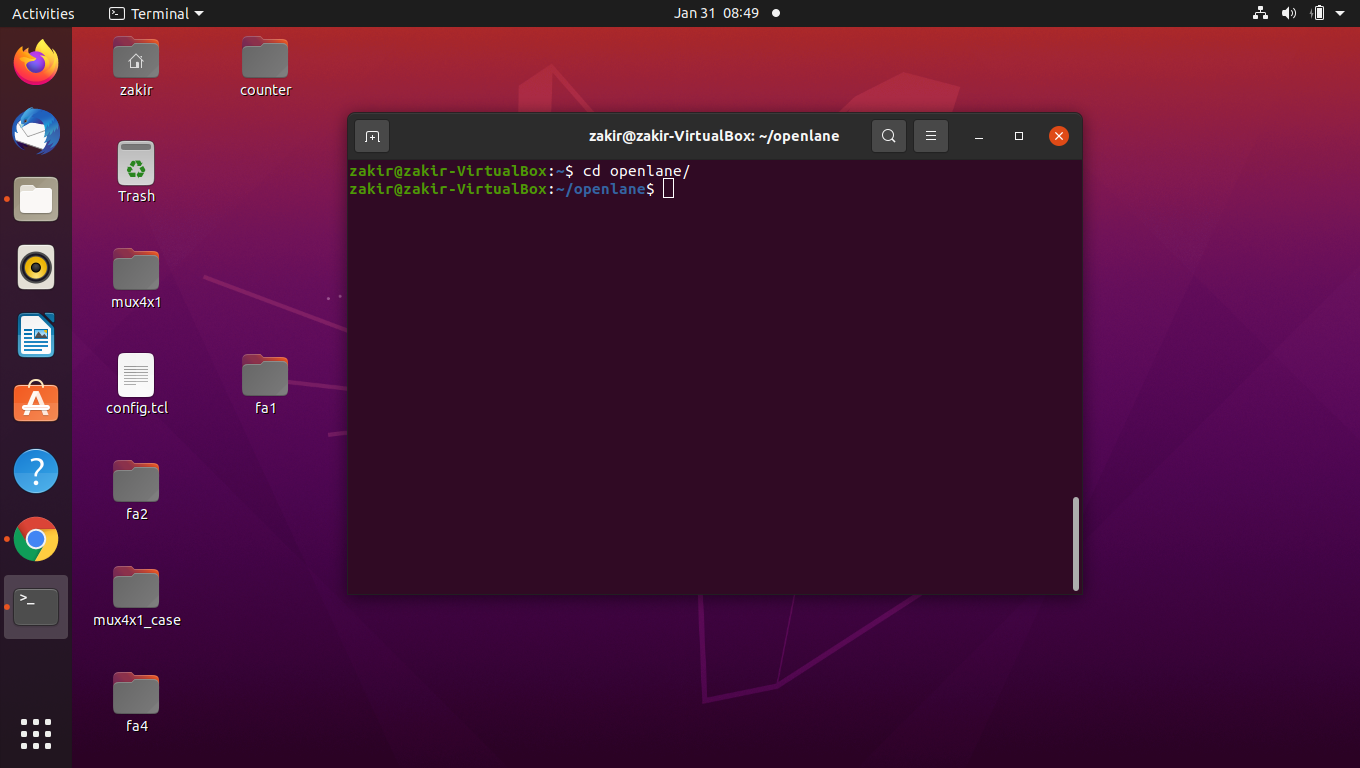 Activities
Terminal
Jan 31 08:49
zakir
counter
Trash
mux4x1
config.tcl
fa1
fa2
mux4x1_case
fa4
zakir@zakir-VirtualBox: ~/openlane
zakir@zakir-VirtualBox:~$ cd openlane/
zakir@zakir-VirtualBox:~/openlane$